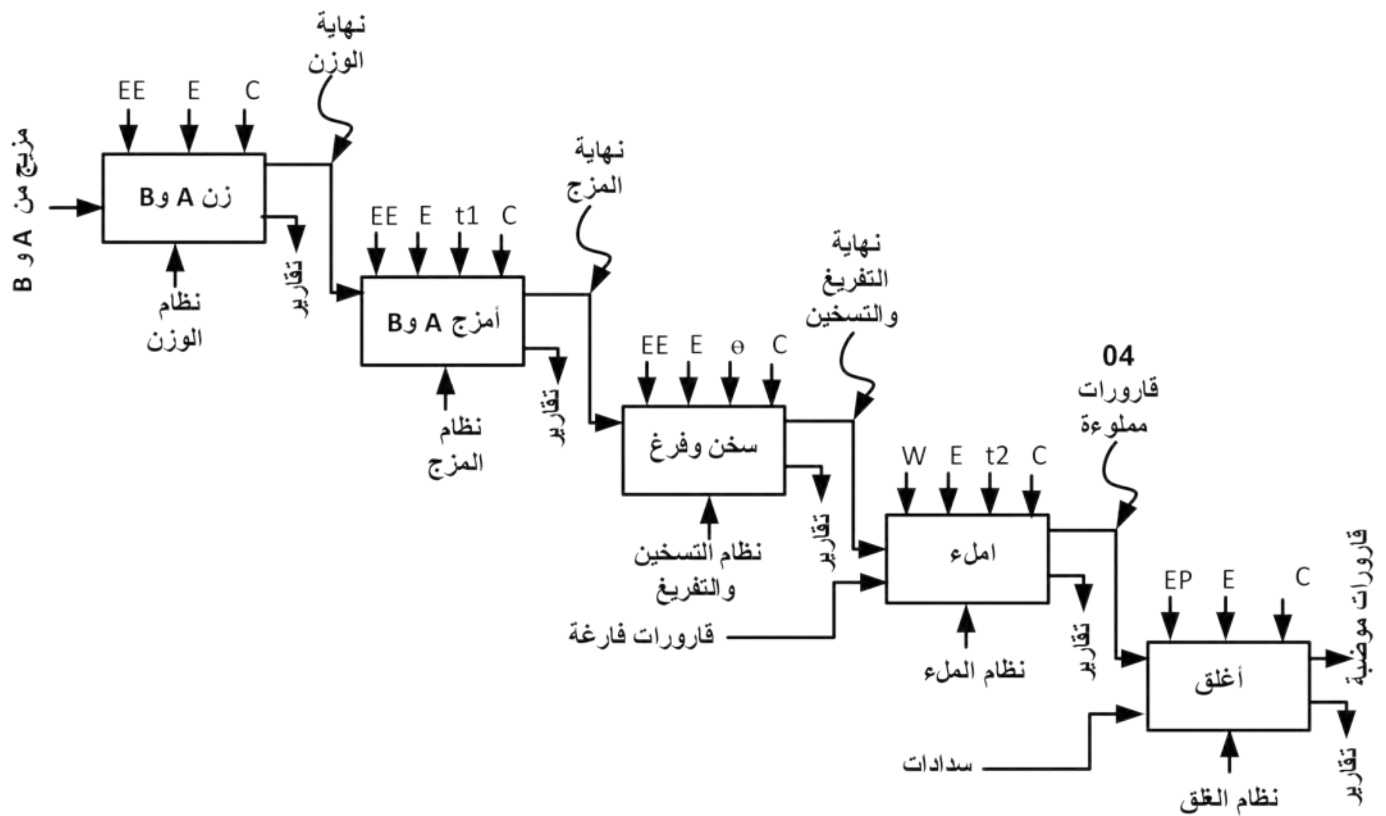 نهاية
الوزن
EE E C
مزيج من A و B
زن A وB
تقارير
نظام
الوزن
نهاية
المزج
EE E t1 C
أمزج A وB
تقارير
نظام
المزج
نهاية
التفريغ
والتسخين
EE E ө C
سخن وفرغ
تقارير
نظام التسخين
والتفريغ
04
قارورات
مملوءة
W E t2 C
املء
تقارير
قارورات فارغة
نظام الملء
EP E C
أغلق
قارورات موضبة
تقارير
سدادات
نظام الغلق